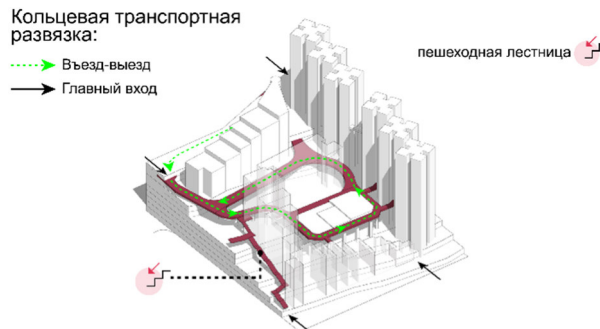 Кольцевая транспортная
развязка:
Въезд-выезд
Главный вход
пешеходная лестница